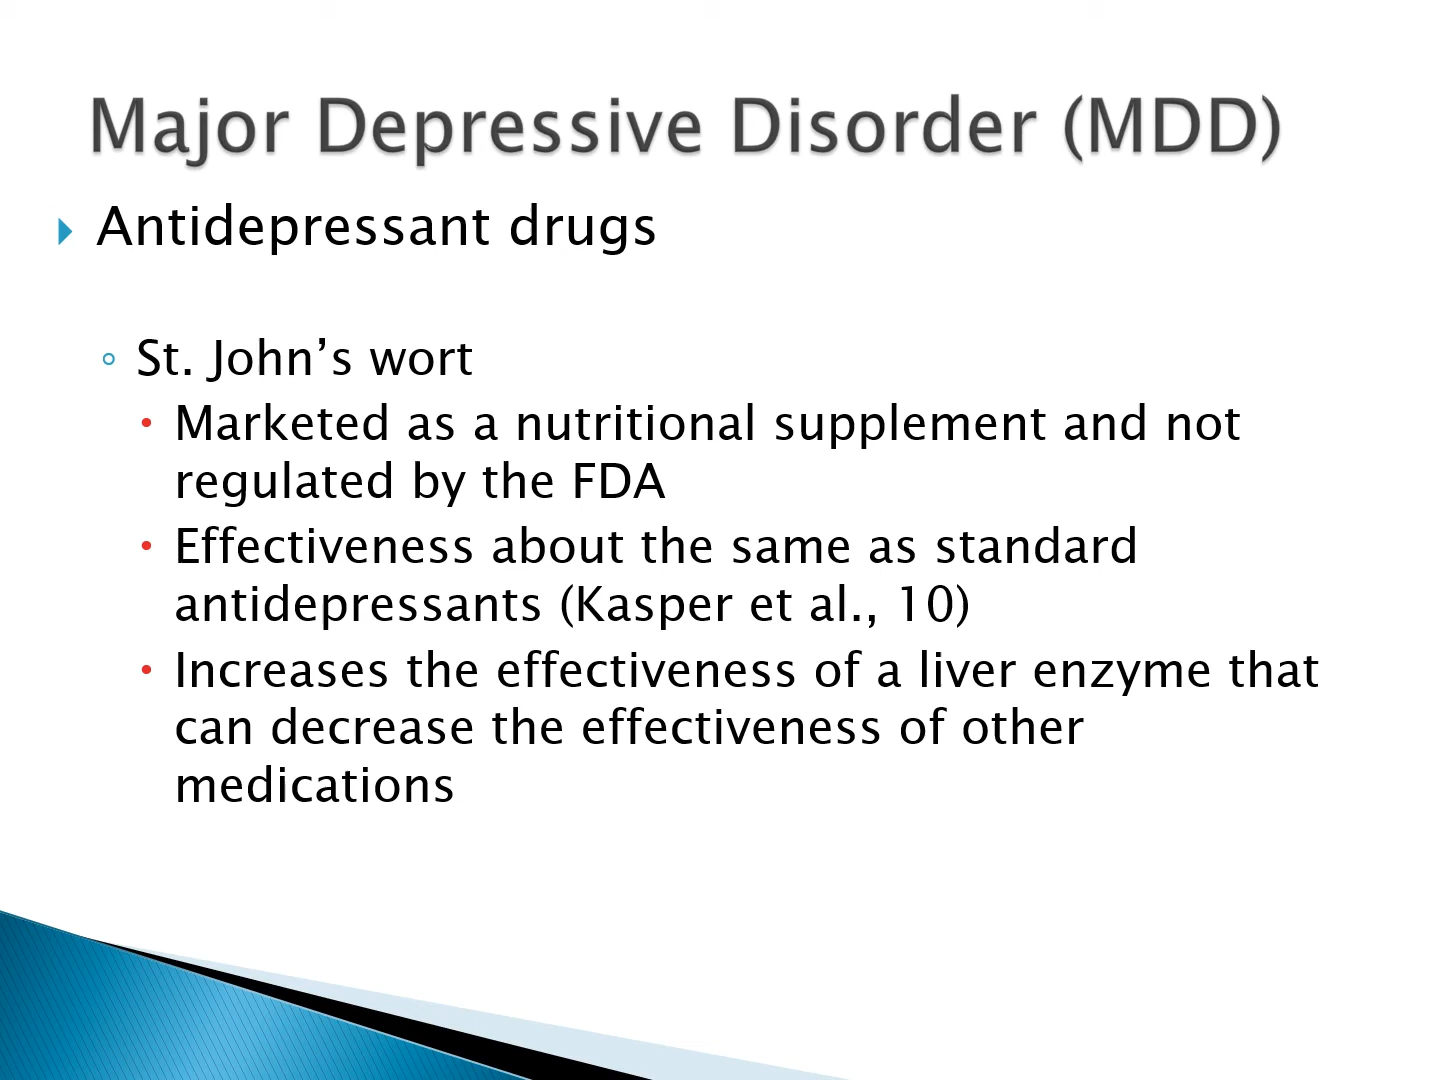 Major Depressive Disorder (MDD)
Antidepressant drugs
St. John’s wort
Marketed as a nutritional supplement and not
regulated by the FDA
Effectiveness about the same as standard
antidepressants (Kasper et al., 10)
Increases the effectiveness of a liver enzyme that
can decrease the effectiveness of other
medications